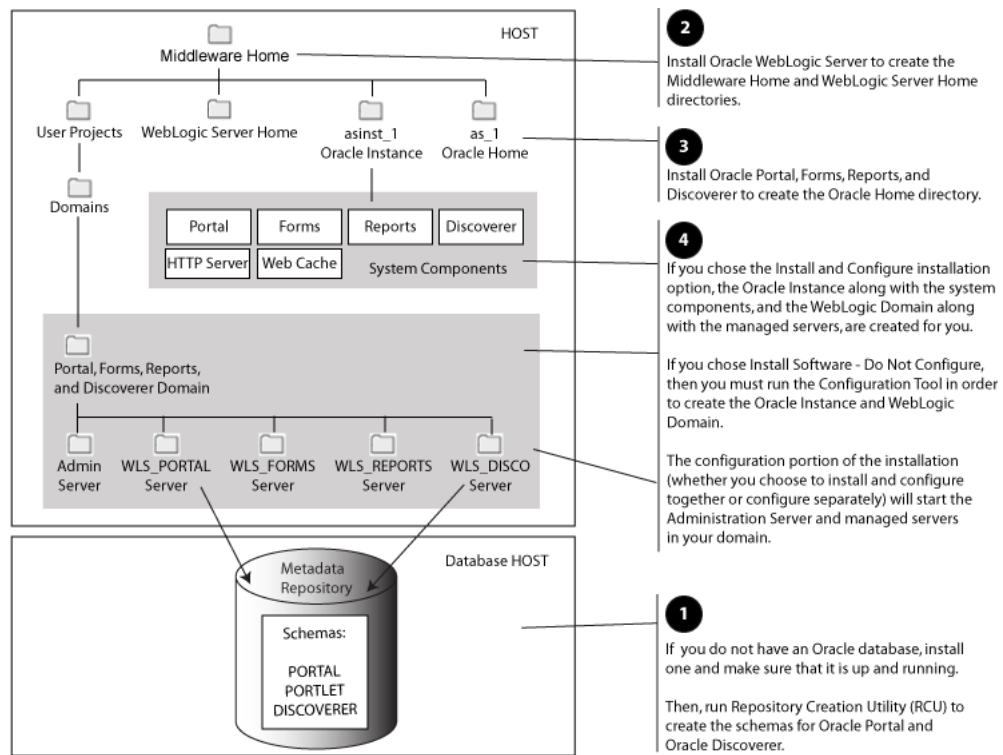 HOST
Middleware Home
User Projects
WebLogic Server Home
asinst_1
Oracle Instance
as_1
Oracle Home
Domains
Portal
Forms
Reports
Discoverer
HTTP Server
Web Cache
System Components
Portal, Forms, Reports,
and Discoverer Domain
Admin
Server
WLS_PORTAL
Server
WLS_FORMS
Server
WLS_REPORTS
Server
WLS_DISCO
Server
Database HOST
Metadata
Repository
Schemas:
PORTAL
PORTLET
DISCOVERER
2
Install Oracle WebLogic Server to create the
Middleware Home and WebLogic Server Home
directories.
3
Install Oracle Portal, Forms, Reports, and
Discoverer to create the Oracle Home directory.
4
If you chose the Install and Configure installation
option, the Oracle Instance along with the system
components, and the WebLogic Domain along
with the managed servers, are created for you.
If you chose Install Software - Do Not Configure,
then you must run the Configuration Tool in order
to create the Oracle Instance and WebLogic
Domain.
The configuration portion of the installation
(whether you choose to install and configure
together or configure separately) will start the
Administration Server and managed servers
in your domain.
1
If you do not have an Oracle database, install
one and make sure that it is up and running.
Then, run Repository Creation Utility (RCU) to
create the schemas for Oracle Portal and
Oracle Discoverer.